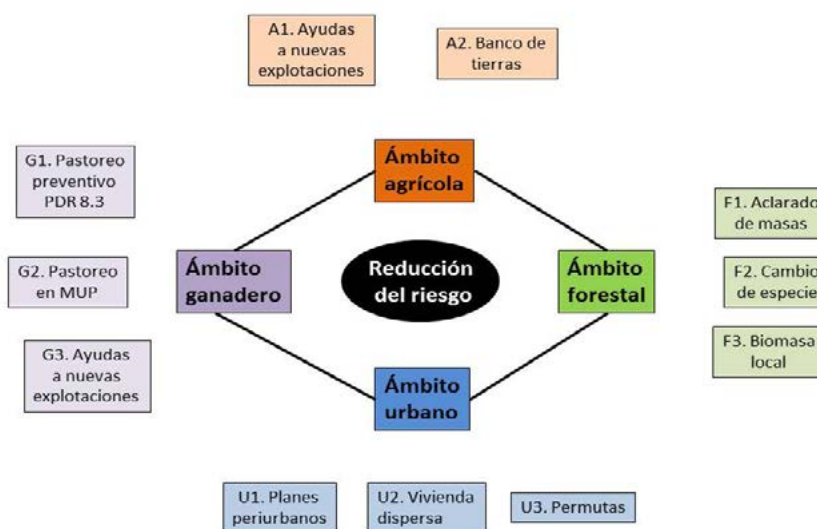 A1. Ayudas
a nuevas
explotaciones
A2. Banco de
tierras
Ámbito
agrícola
G1. Pastoreo
preventivo
PDR 8.3
G2. Pastoreo
en MUP
G3. Ayudas
a nuevas
explotaciones
Ámbito
ganadero
Reducción
del riesgo
Ámbito
forestal
F1. Aclarado
de masas
F2. Cambio
de especie
F3. Biomasa
local
Ámbito
urbano
U1. Planes
periurbanos
U2. Vivienda
dispersa
U3. Permutas